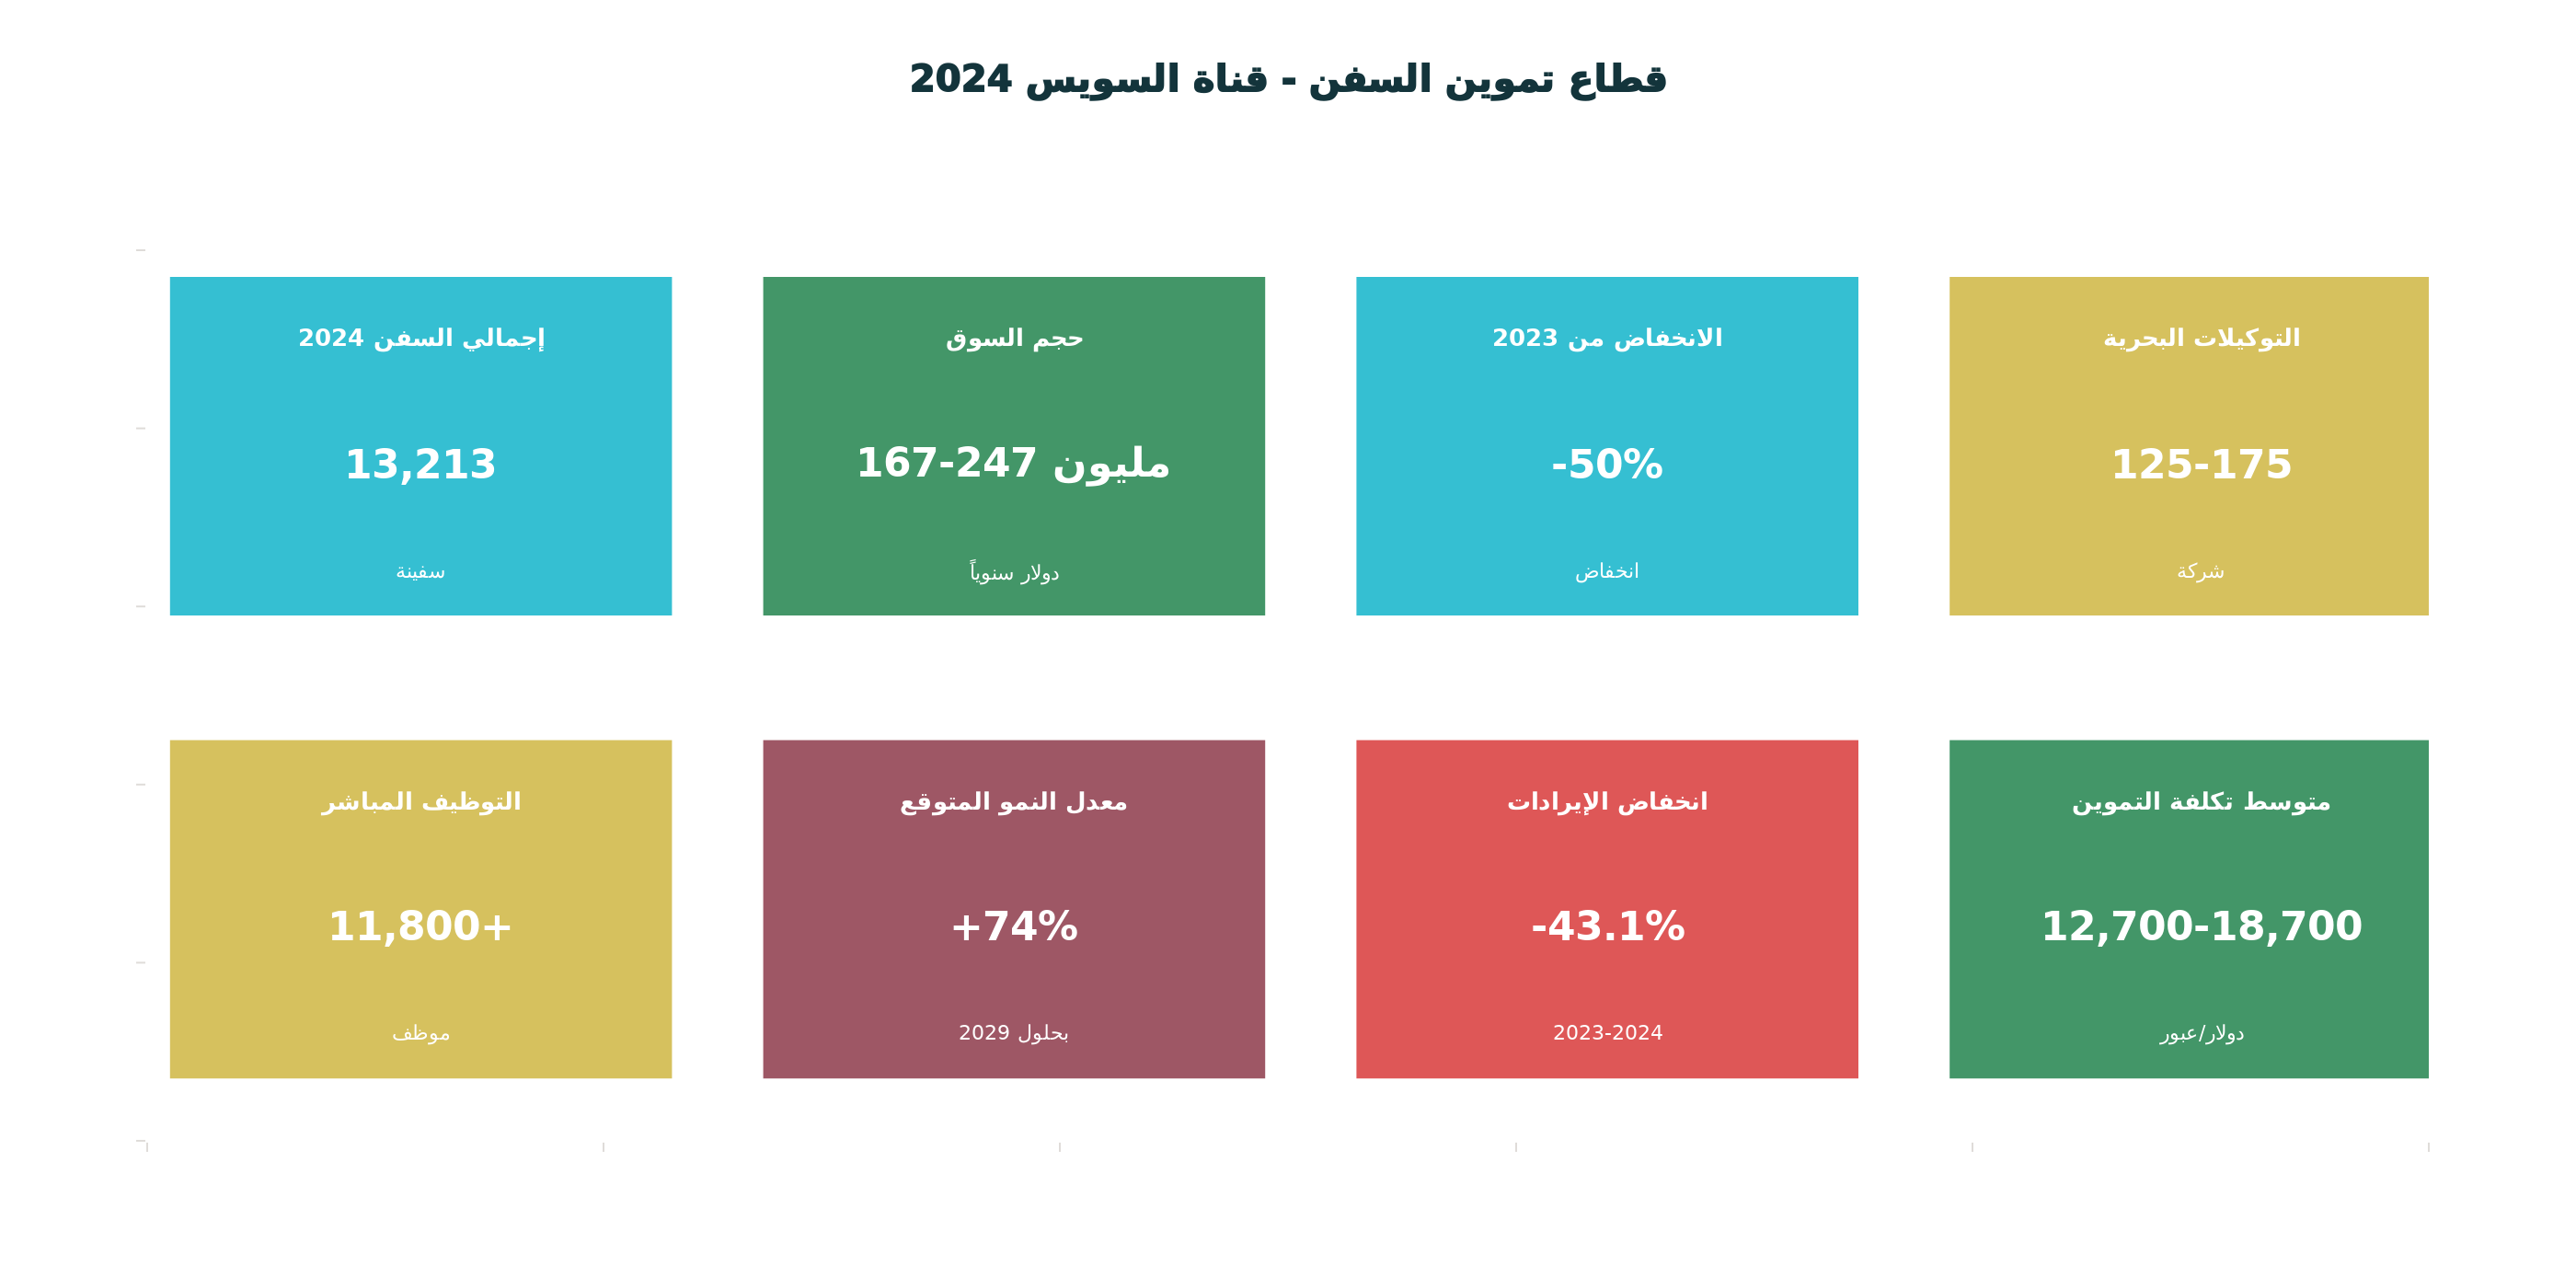 قطاع تموين السفن - قناة السويس 2024
التوكيلات البحرية
125-175
شركة
الانخفاض من 2023
-50%
انخفاض
حجم السوق
167-247 مليون
دولار سنوياً
إجمالي السفن 2024
13,213
سفينة
متوسط تكلفة التموين
12,700-18,700
دولار/عبور
انخفاض الإيرادات
-43.1%
2023-2024
معدل النمو المتوقع
+74%
بحلول 2029
التوظيف المباشر
11,800+
موظف